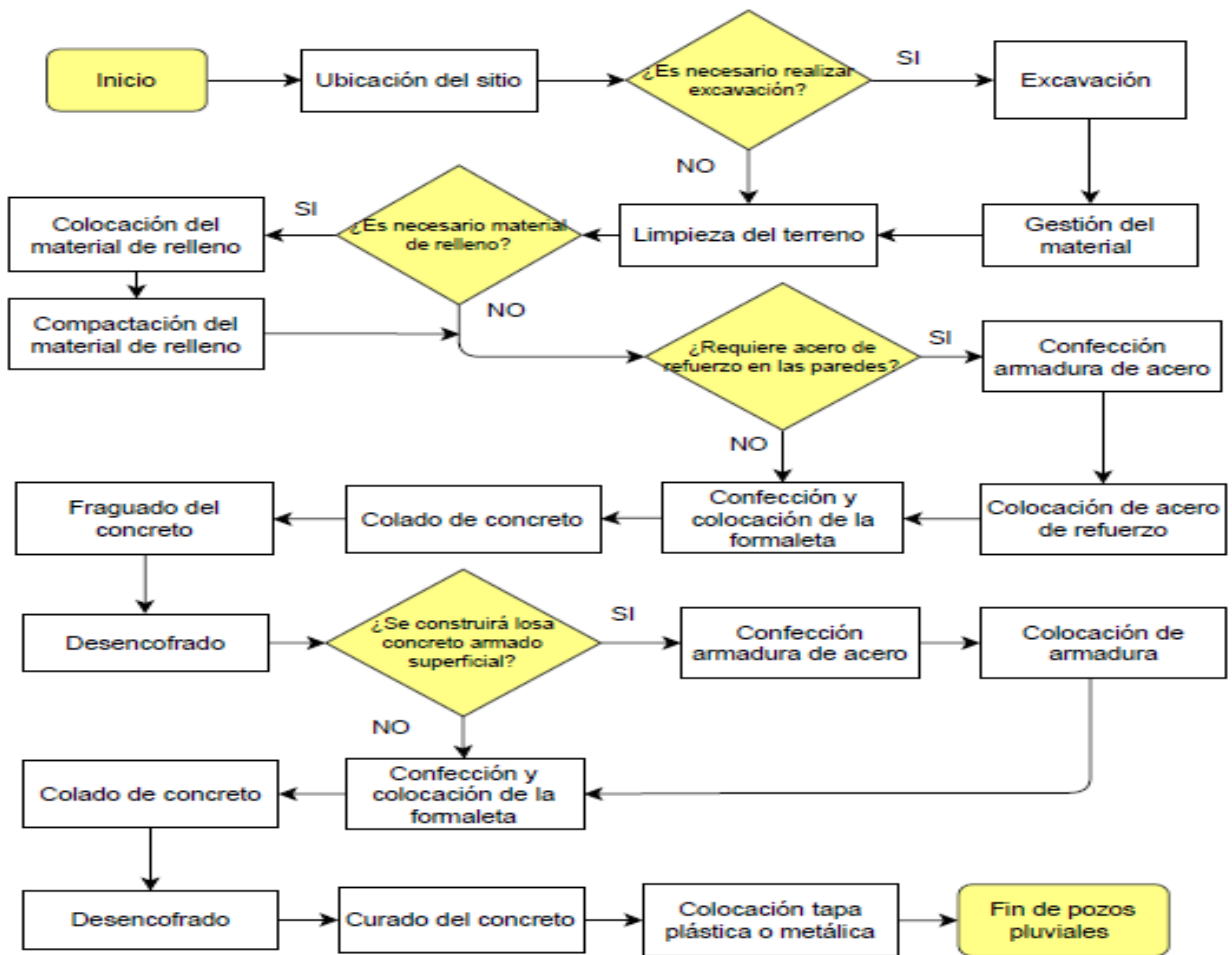 Inicio
Ubicación del sitio
¿Es necesario realizar
excavación?
SI
Excavación
NO
Colocación del
material de relleno
SI
¿Es necesario material
de relleno?
Limpieza del terreno
Gestión del
material
Compactación del
material de relleno
NO
¿Requiere acero de
refuerzo en las paredes?
SI
Confección
armadura de acero
NO
Fraguado del
concreto
Colado de concreto
Confección y
colocación de la
formaleta
Colocación de acero
de refuerzo
Desencofrado
¿Se construirá losa
concreto armado
superficial?
SI
Confección
armadura de acero
Colocación de
armadura
NO
Colado de concreto
Confección y
colocación de la
formaleta
Desencofrado
Curado del concreto
Colocación tapa
plástica o metálica
Fin de pozos
pluviales